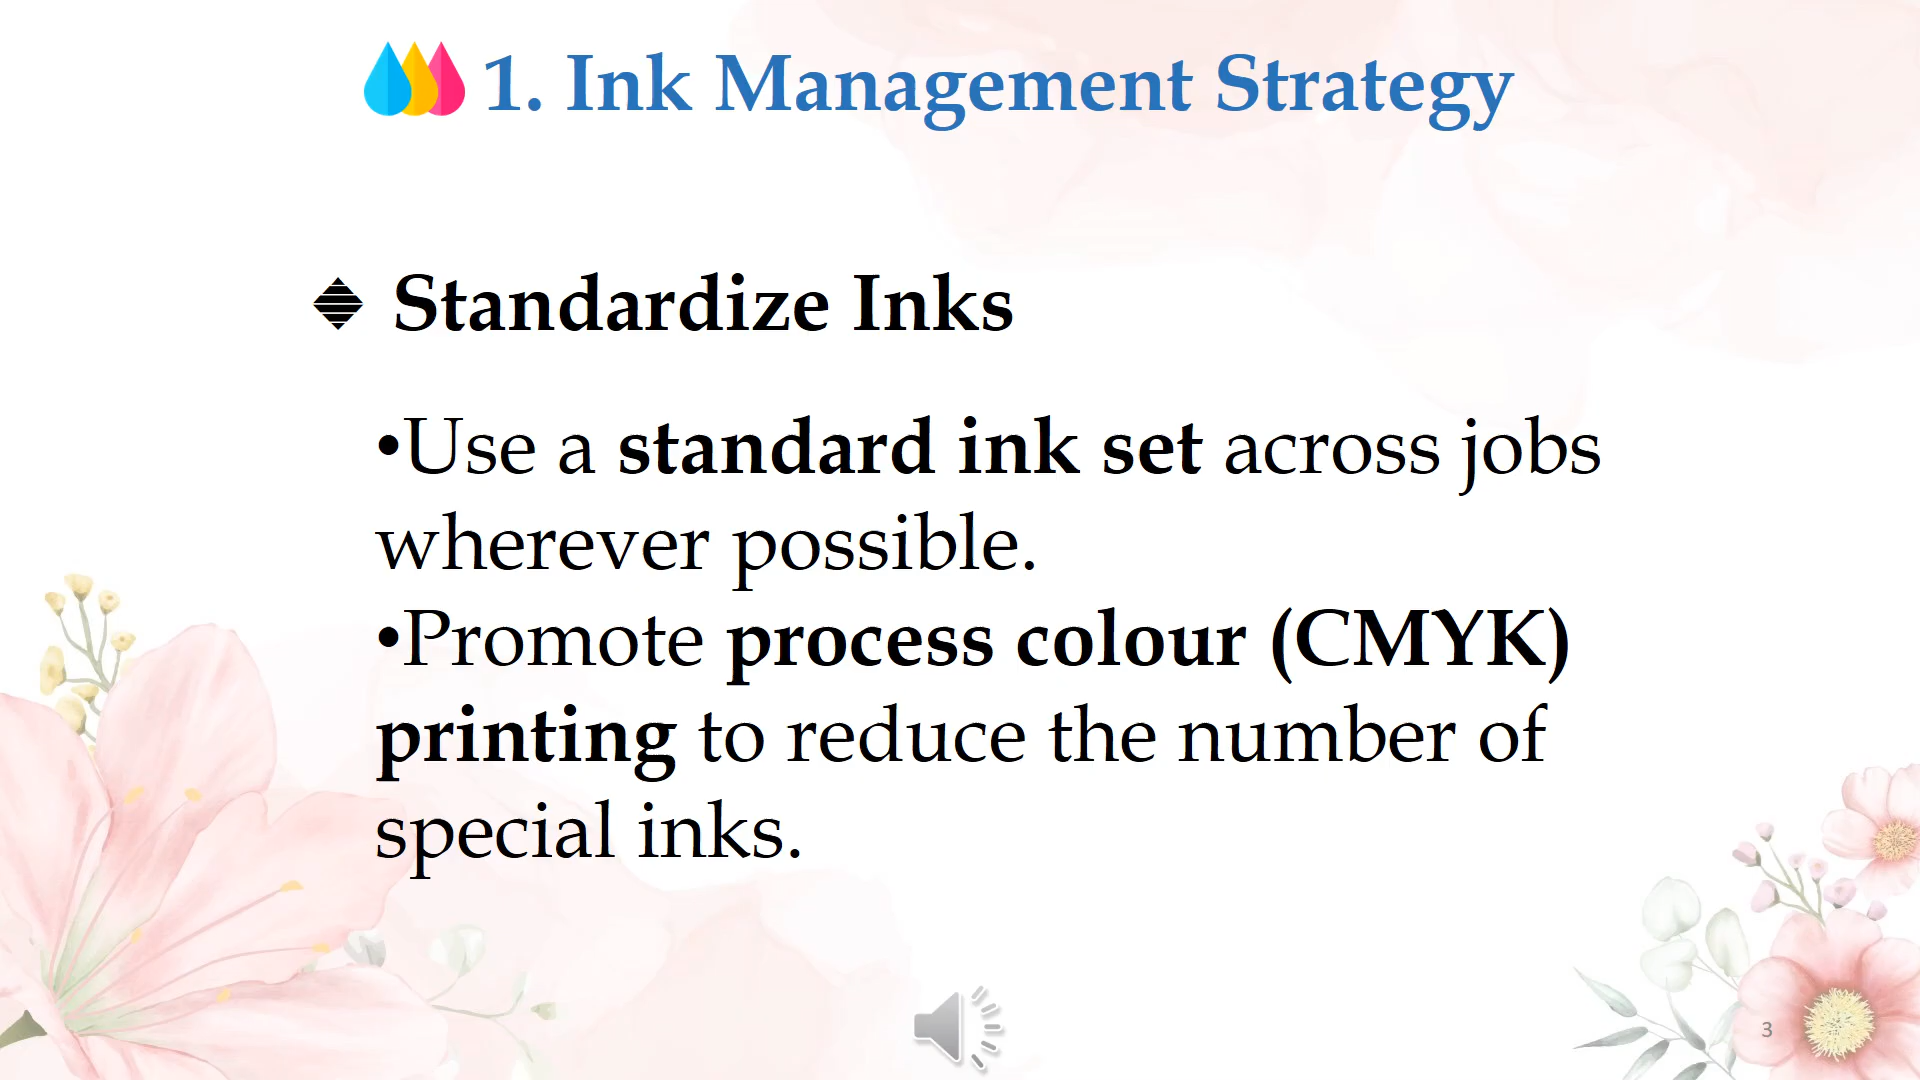 1. Ink Management Strategy
❖ Standardize Inks
•Use a standard ink set across jobs
wherever possible.
•Promote process colour (CMYK)
printing to reduce the number of
special inks.
3